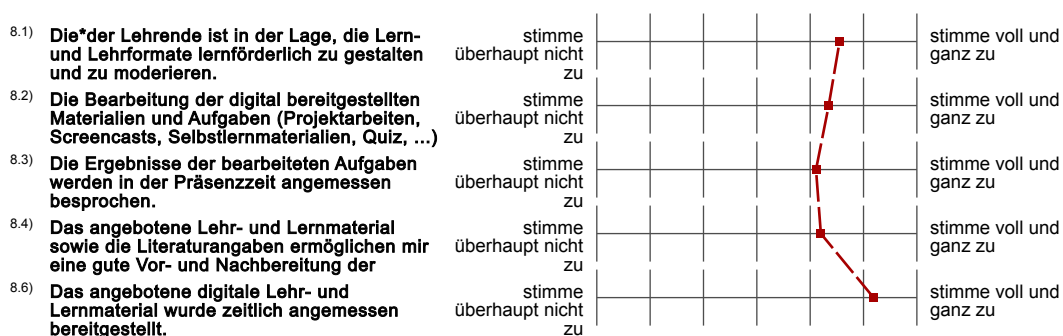 8.1) Die*der Lehrende ist in der Lage, die Lern-
und Lehrformate lernförderlich zu gestalten
und zu moderieren.
stimme
überhaupt nicht
zu
stimme voll und
ganz zu
8.2) Die Bearbeitung der digital bereitgestellten
Materialien und Aufgaben (Projektarbeiten,
Screencasts, Selbstlernmaterialien, Quiz, ...)
stimme
überhaupt nicht
zu
stimme voll und
ganz zu
8.3) Die Ergebnisse der bearbeiteten Aufgaben
werden in der Präsenzzeit angemessen
besprochen.
stimme
überhaupt nicht
zu
stimme voll und
ganz zu
8.4) Das angebotene Lehr- und Lernmaterial
sowie die Literaturangaben ermöglichen mir
eine gute Vor- und Nachbereitung der
stimme
überhaupt nicht
zu
stimme voll und
ganz zu
8.6) Das angebotene digitale Lehr- und
Lernmaterial wurde zeitlich angemessen
bereitgestellt.
stimme
überhaupt nicht
zu
stimme voll und
ganz zu